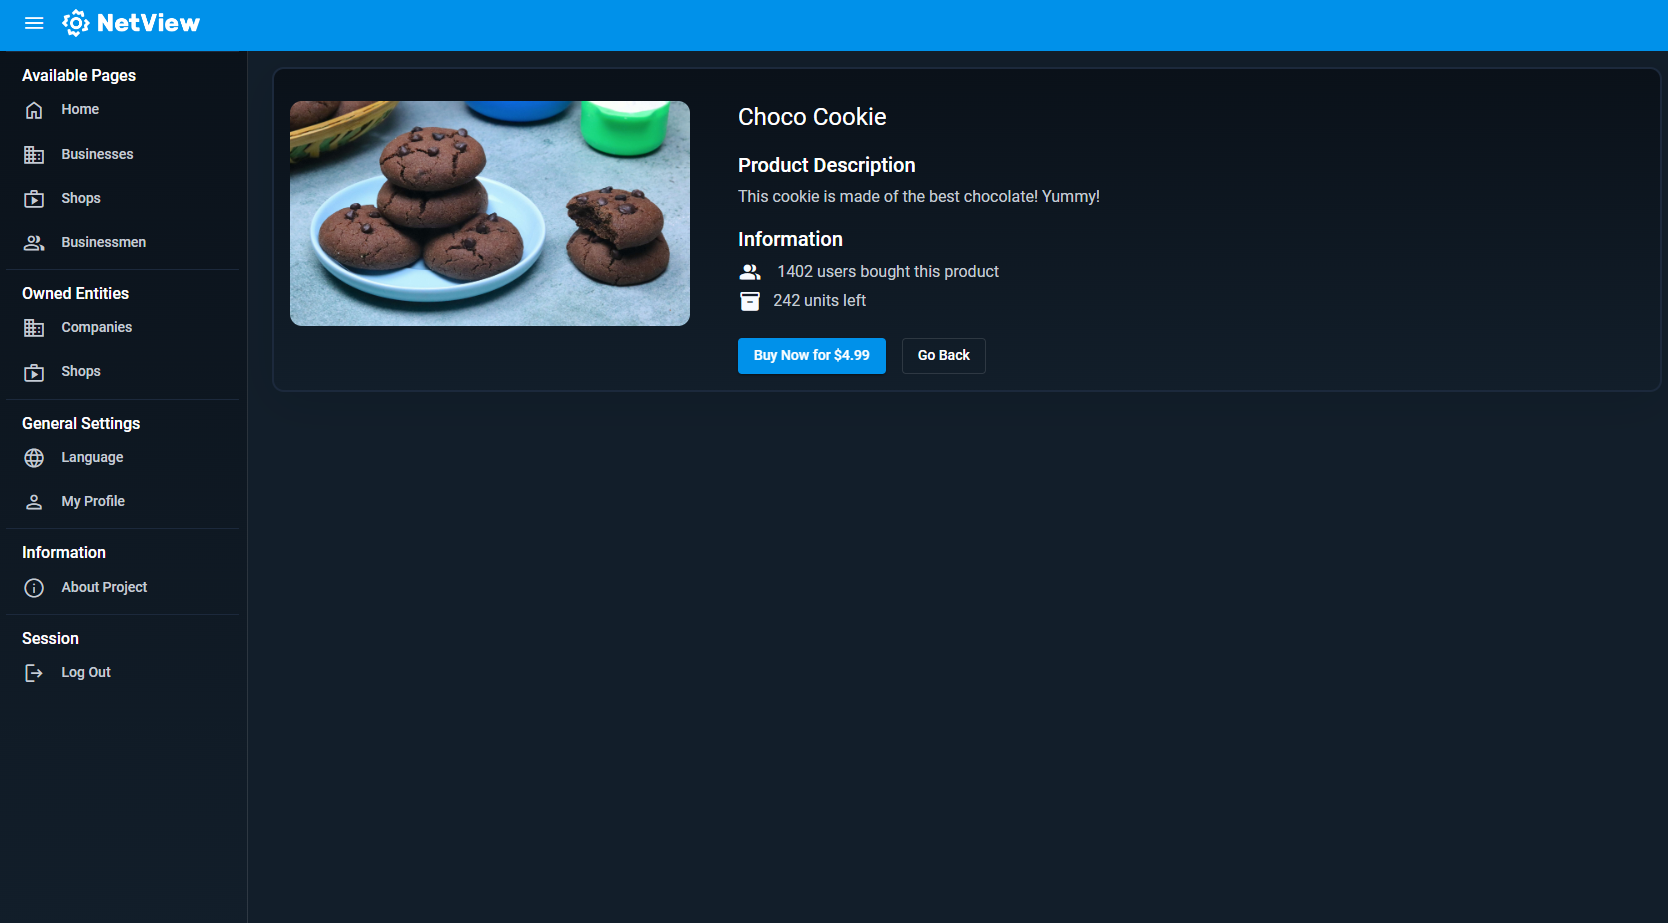 NetView
Available Pages
Home
Businesses
Shops
Businessmen
Owned Entities
Companies
Shops
General Settings
Language
My Profile
Information
About Project
Session
Log Out
Choco Cookie
Product Description
This cookie is made of the best chocolate! Yummy!
Information
1402 users bought this product
242 units left
Buy Now for $4.99
Go Back